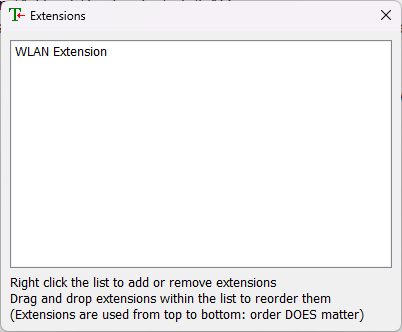 Extensions
WLAN Extension
Right click the list to add or remove extensions
Drag and drop extensions within the list to reorder them
(Extensions are used from top to bottom: order DOES matter)